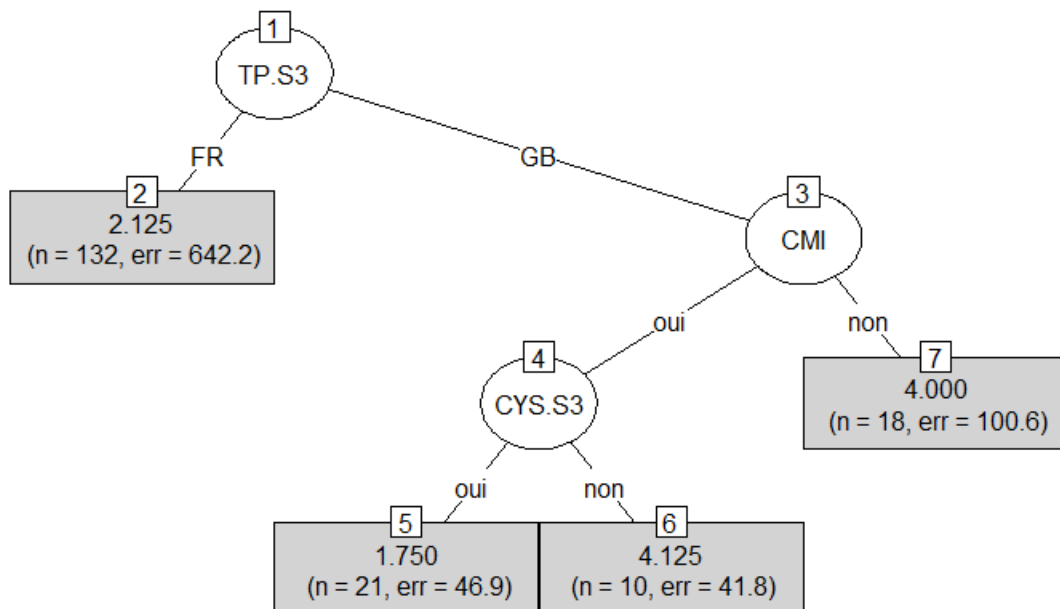 1
TP.S3
FR
GB
2
2.125
(n = 132, err = 642.2)
3
CMI
oui
non
4
CYS.S3
7
4.000
(n = 18, err = 100.6)
oui
non
5
1.750
(n = 21, err = 46.9)
6
4.125
(n = 10, err = 41.8)